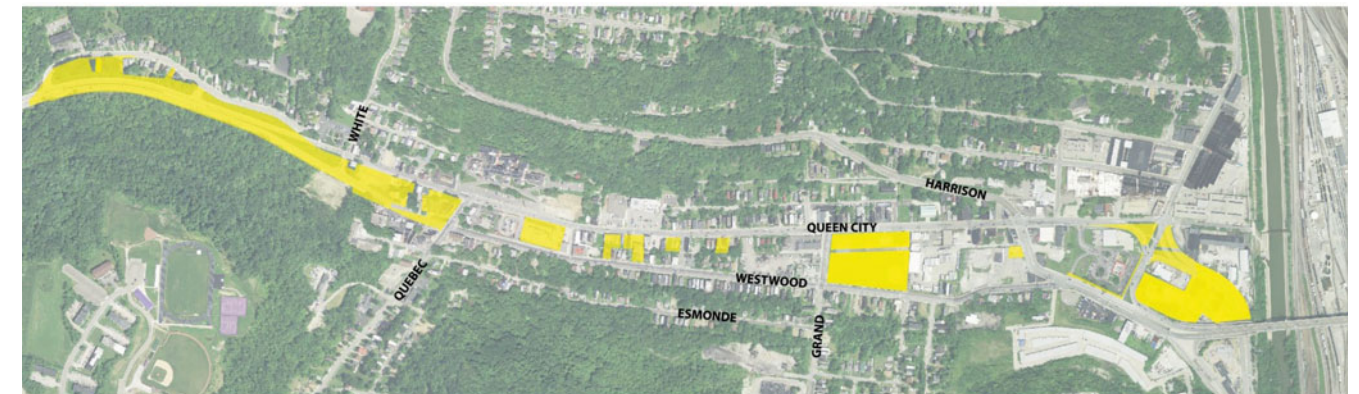 WHITE
HARRISON
QUEEN CITY
QUEBEC
WESTWOOD
ESMONDE
GRAND